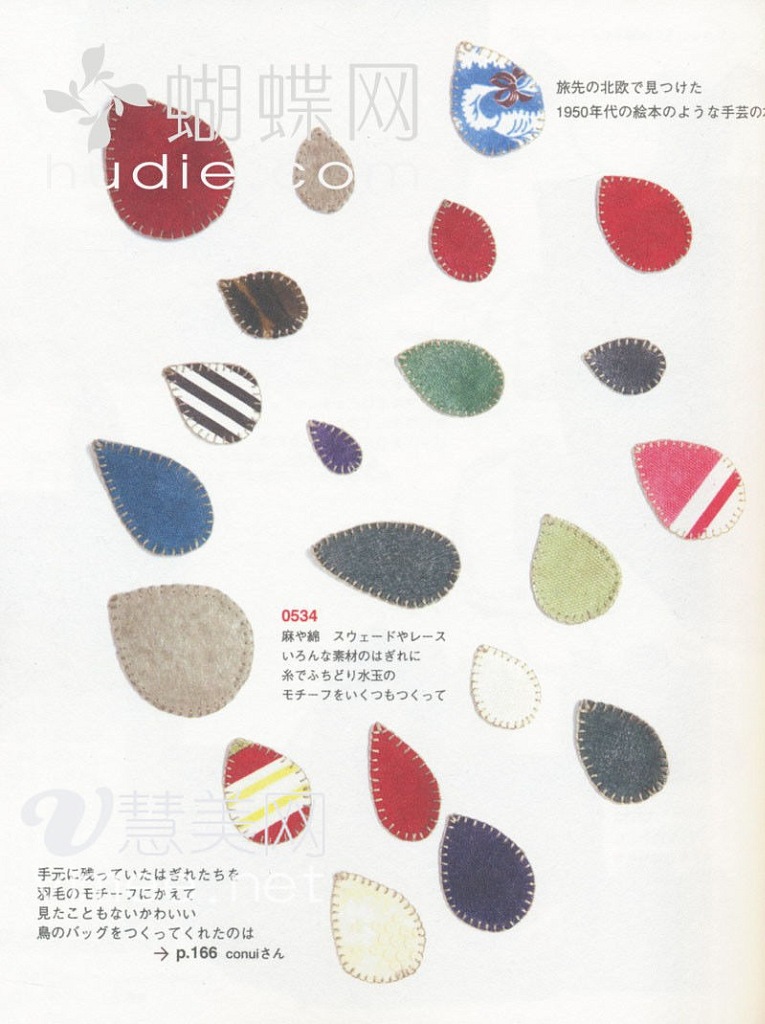 蝴蝶网
hudie.com
旅先の北欧で見つけた
1950年代の絵本のような手芸の
0534
麻や綿　スウェードやレース
いろんな素材のはぎれに
糸でふちどり水玉の
モチーフをいくつもつくって
慧美网
.net
手元に残っていたはぎれたちを
羽毛のモチーフにかえて
見たこともないかわいい
鳥のバッグをつくってくれたのは
→ p.166 conuiさん